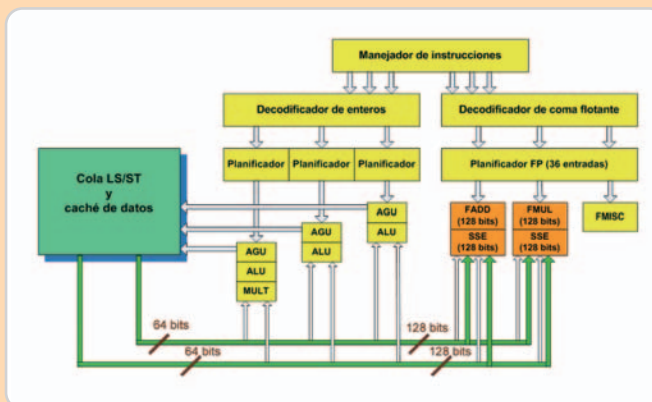 Manejador de instrucciones
Decodificador de enteros
Decodificador de coma flotante
Planificador
Planificador
Planificador
Planificador FP (36 entradas)
Cola LS/ST
y
caché de datos
AGU
ALU
MULT
AGU
ALU
AGU
ALU
FADD
(128 bits)
SSE
(128 bits)
FMUL
(128 bits)
SSE
(128 bits)
FMISC
64 bits
128 bits
64 bits
128 bits